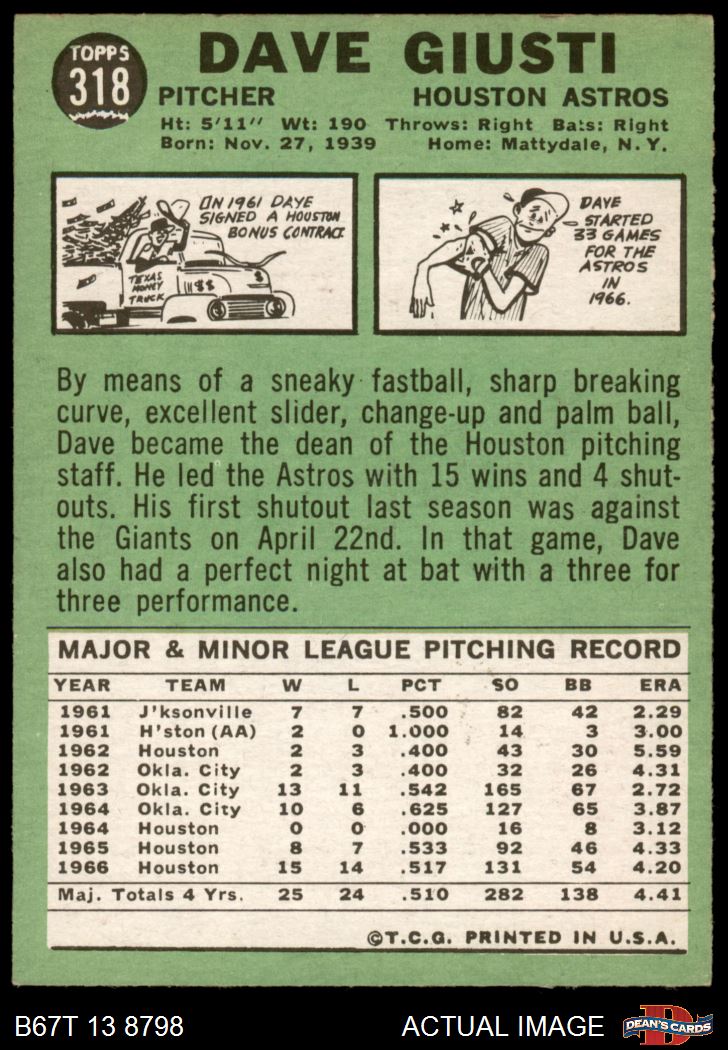 TOPPS
318
DAVE GIUSTI
PITCHER HOUSTON ASTROS
Ht: 5'11" Wt: 190 Throws: Right Bats: Right
Born: Nov. 27, 1939 Home: Mattydale, N. Y.
ON 1961 DAVE
SIGNED A HOUSTON
BONUS CONTRACT
TEXAS
MONEY
TRUCK
$$
DAVE
STARTED
33 GAMES
FOR THE
ASTROS
IN
1966.
By means of a sneaky fastball, sharp breaking
curve, excellent slider, change-up and palm ball,
Dave became the dean of the Houston pitching
staff. He led the Astros with 15 wins and 4 shut-
outs. His first shutout last season was against
the Giants on April 22nd. In that game, Dave
also had a perfect night at bat with a three for
three performance.
MAJOR & MINOR LEAGUE PITCHING RECORD
YEAR TEAM W L PCT SO BB ERA
1961 J'ksonville 7 7 .500 82 42 2.29
1961 H'ston (AA) 2 0 1.000 14 3 3.00
1962 Houston 2 3 .400 43 30 5.59
1962 Okla. City 2 3 .400 32 26 4.31
1963 Okla. City 13 11 .542 165 67 2.72
1964 Okla. City 10 6 .625 127 65 3.87
1964 Houston 0 0 .000 16 8 3.12
1965 Houston 8 7 .533 92 46 4.33
1966 Houston 15 14 .517 131 54 4.20
Maj. Totals 4 Yrs. 25 24 .510 282 138 4.41
©T.C.G. PRINTED IN U.S.A.
B67T 13 8798 ACTUAL IMAGE
D
DEAN'S CARDS